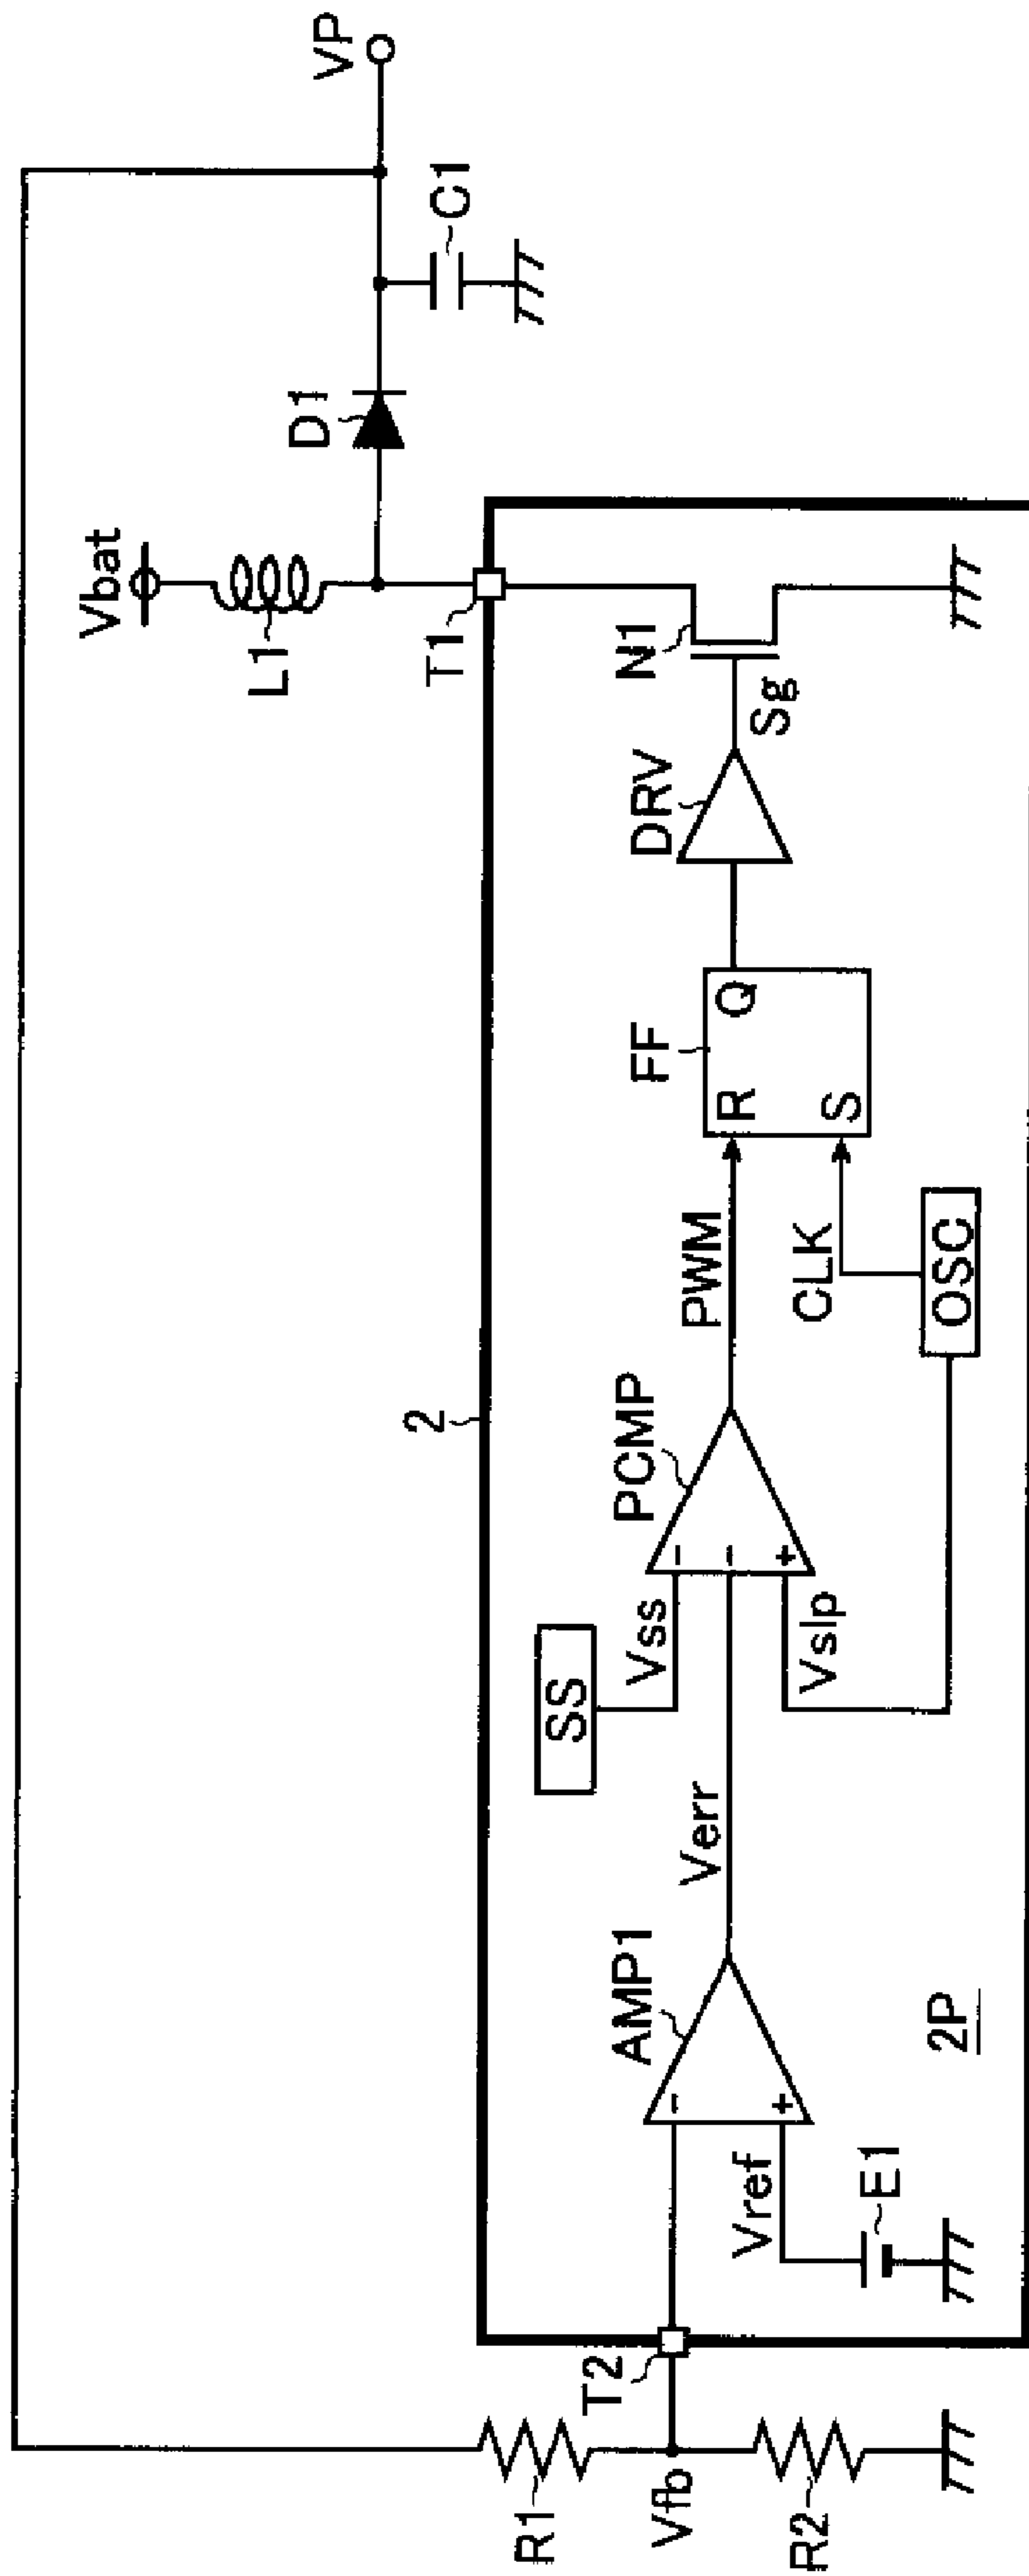 VP
C1
D1
Vbat
L1
T1
2
N1
Sg
DRV
FF
R
Q
S
PWM
CLK
OSC
PCMP
-
-
+
SS
Vss
Vslp
Verr
AMP1
-
+
Vref
E1
2P
T2
R1
Vfb
R2